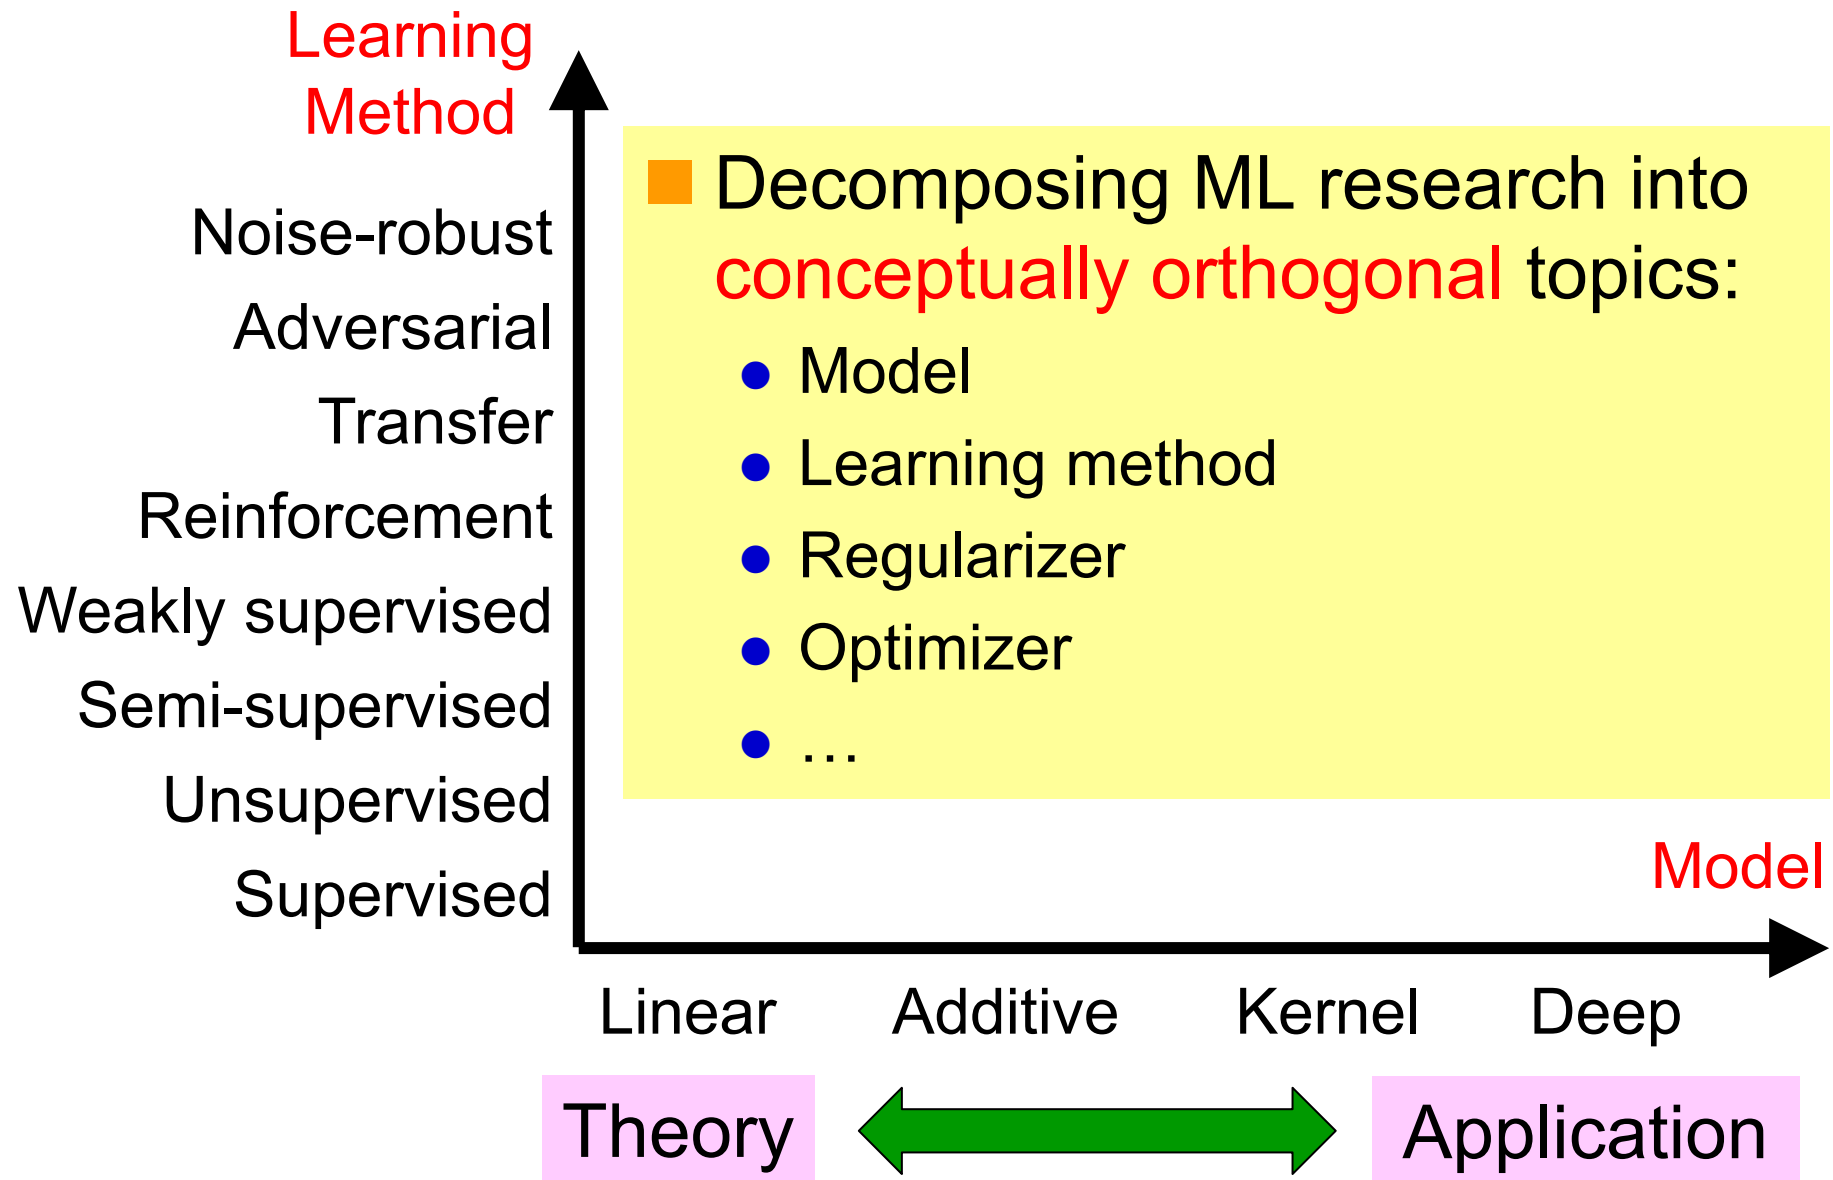 Learning
Method
Noise-robust
Adversarial
Transfer
Reinforcement
Weakly supervised
Semi-supervised
Unsupervised
Supervised
Decomposing ML research into
conceptually orthogonal topics:
Model
Learning method
Regularizer
Optimizer
…
Model
Linear Additive Kernel Deep
Theory Application